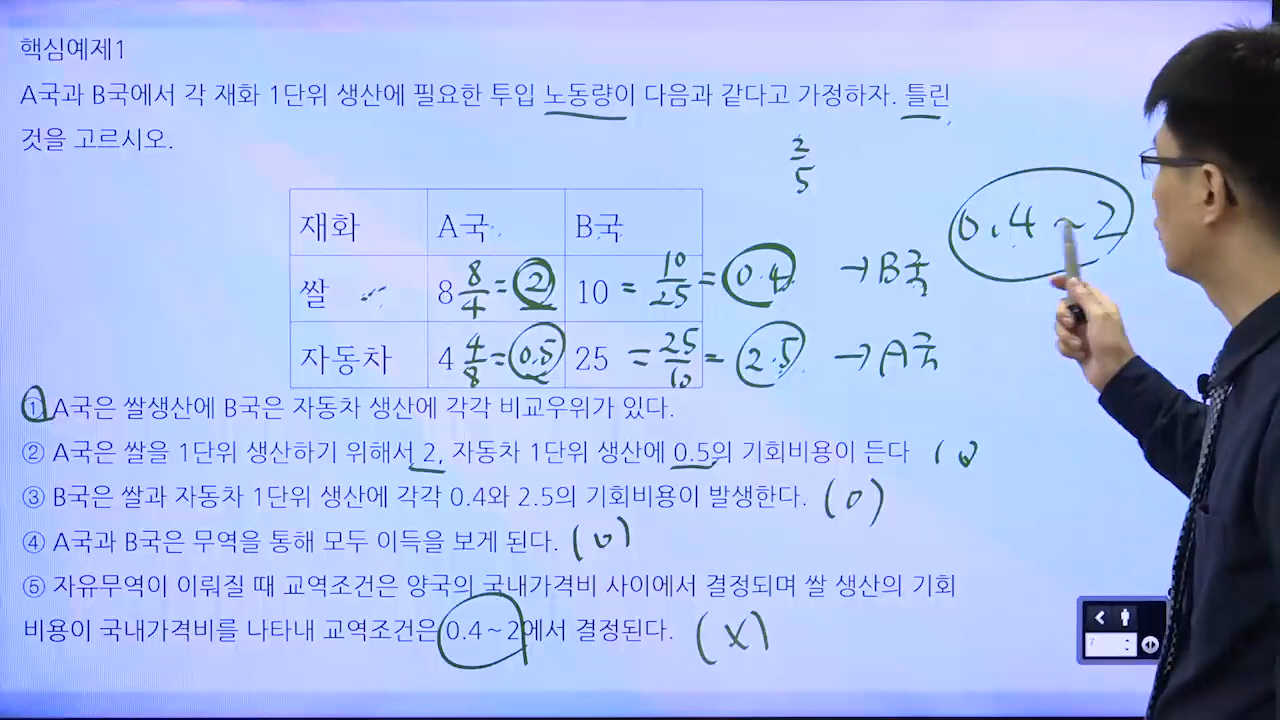 핵심예제1
A국과 B국에서 각 재화 1단위 생산에 필요한 투입 노동량이 다음과 같다고 가정하자. 틀린
것을 고르시오.
2/5
0.4 ~ 2
재화 A국 B국
쌀 8 8/4 = 2 10 = 10/25 = 0.4 → B국
자동차 4 4/8 = 0.5 25 = 25/10 = 2.5 → A국
① A국은 쌀생산에 B국은 자동차 생산에 각각 비교우위가 있다.
② A국은 쌀을 1단위 생산하기 위해서 2, 자동차 1단위 생산에 0.5의 기회비용이 든다
③ B국은 쌀과 자동차 1단위 생산에 각각 0.4와 2.5의 기회비용이 발생한다. (O)
④ A국과 B국은 무역을 통해 모두 이득을 보게 된다. (O)
⑤ 자유무역이 이뤄질 때 교역조건은 양국의 국내가격비 사이에서 결정되며 쌀 생산의 기회
비용이 국내가격비를 나타내 교역조건은 0.4~2에서 결정된다. (X)
7